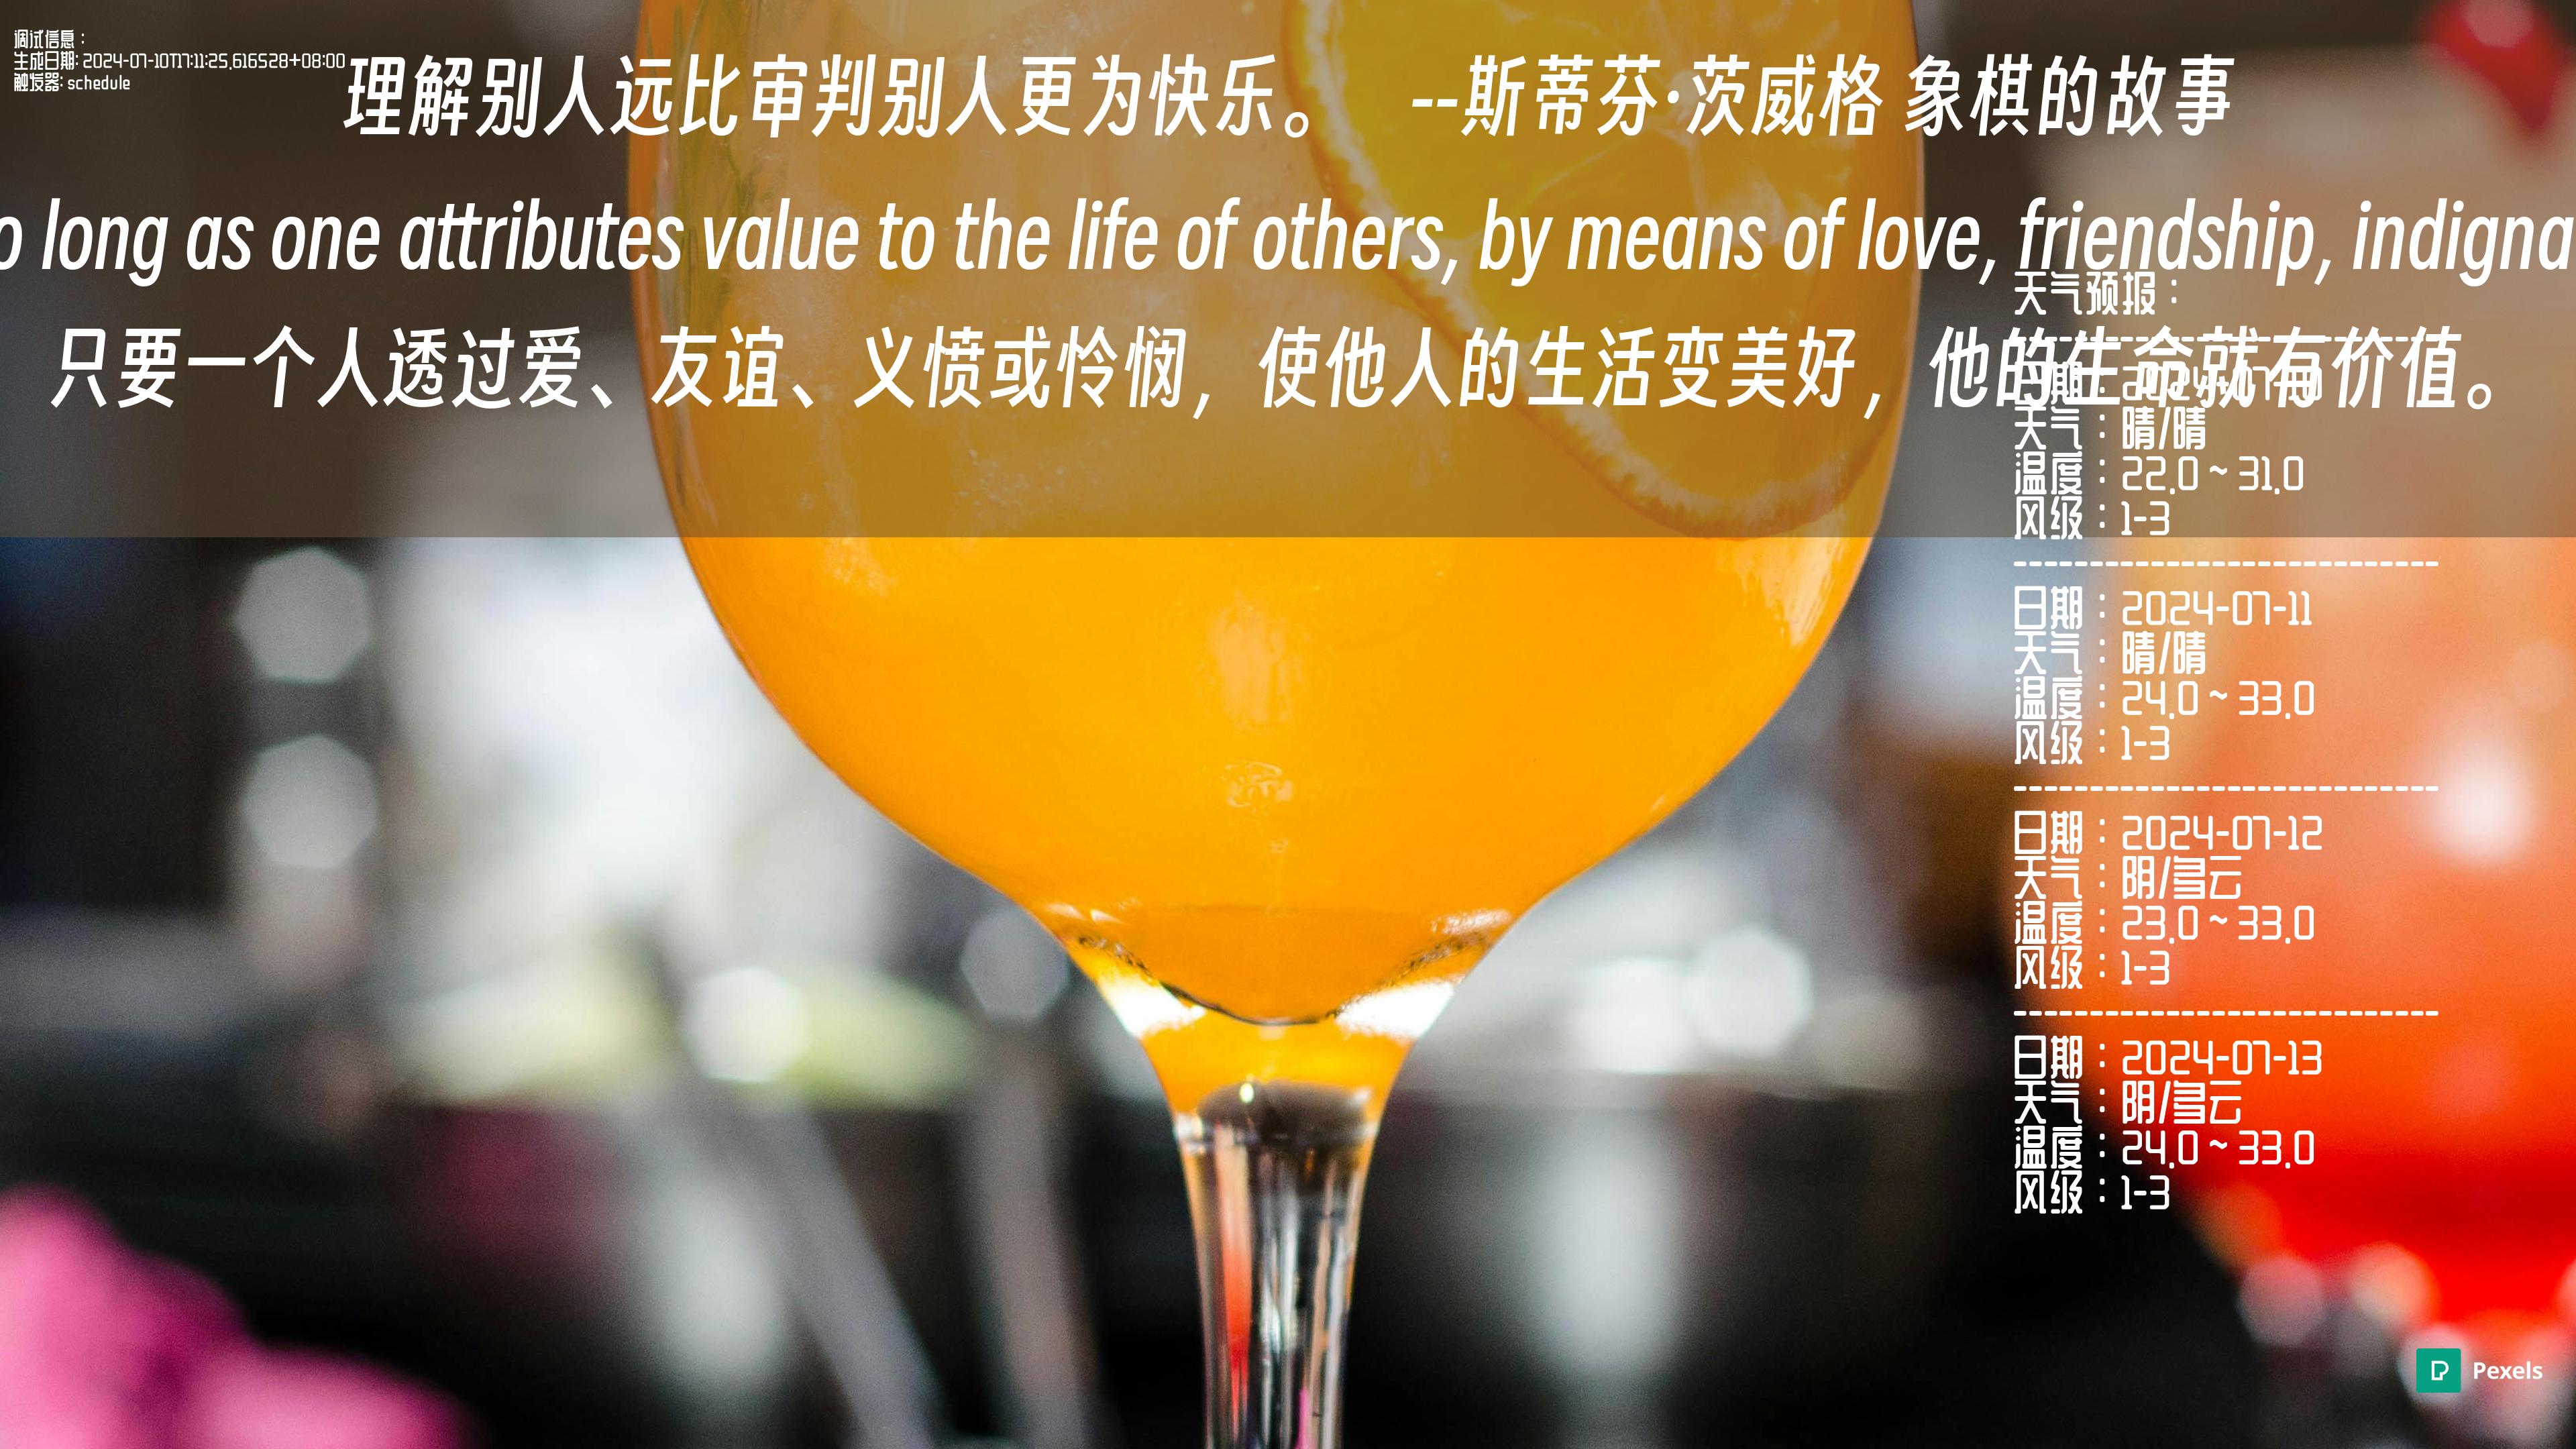 调试信息：
生成日期: 2024-07-10T17:11:25.616528+08:00
触发器: schedule
理解别人远比审判别人更为快乐。 --斯蒂芬·茨威格 象棋的故事
long as one attributes value to the life of others, by means of love, friendship,
只要一个人透过爱、友谊、义愤或怜悯，使他人的生活变美好，他的生命就有价值。
天气预报：
----------------------------
日期：2024-07-10
天气：晴/晴
温度：22.0 ~ 31.0
风级：1-3
----------------------------
日期：2024-07-11
天气：晴/晴
温度：24.0 ~ 33.0
风级：1-3
----------------------------
日期：2024-07-12
天气：阴/多云
温度：23.0 ~ 33.0
风级：1-3
----------------------------
日期：2024-07-13
天气：阴/多云
温度：24.0 ~ 33.0
风级：1-3
Pexels